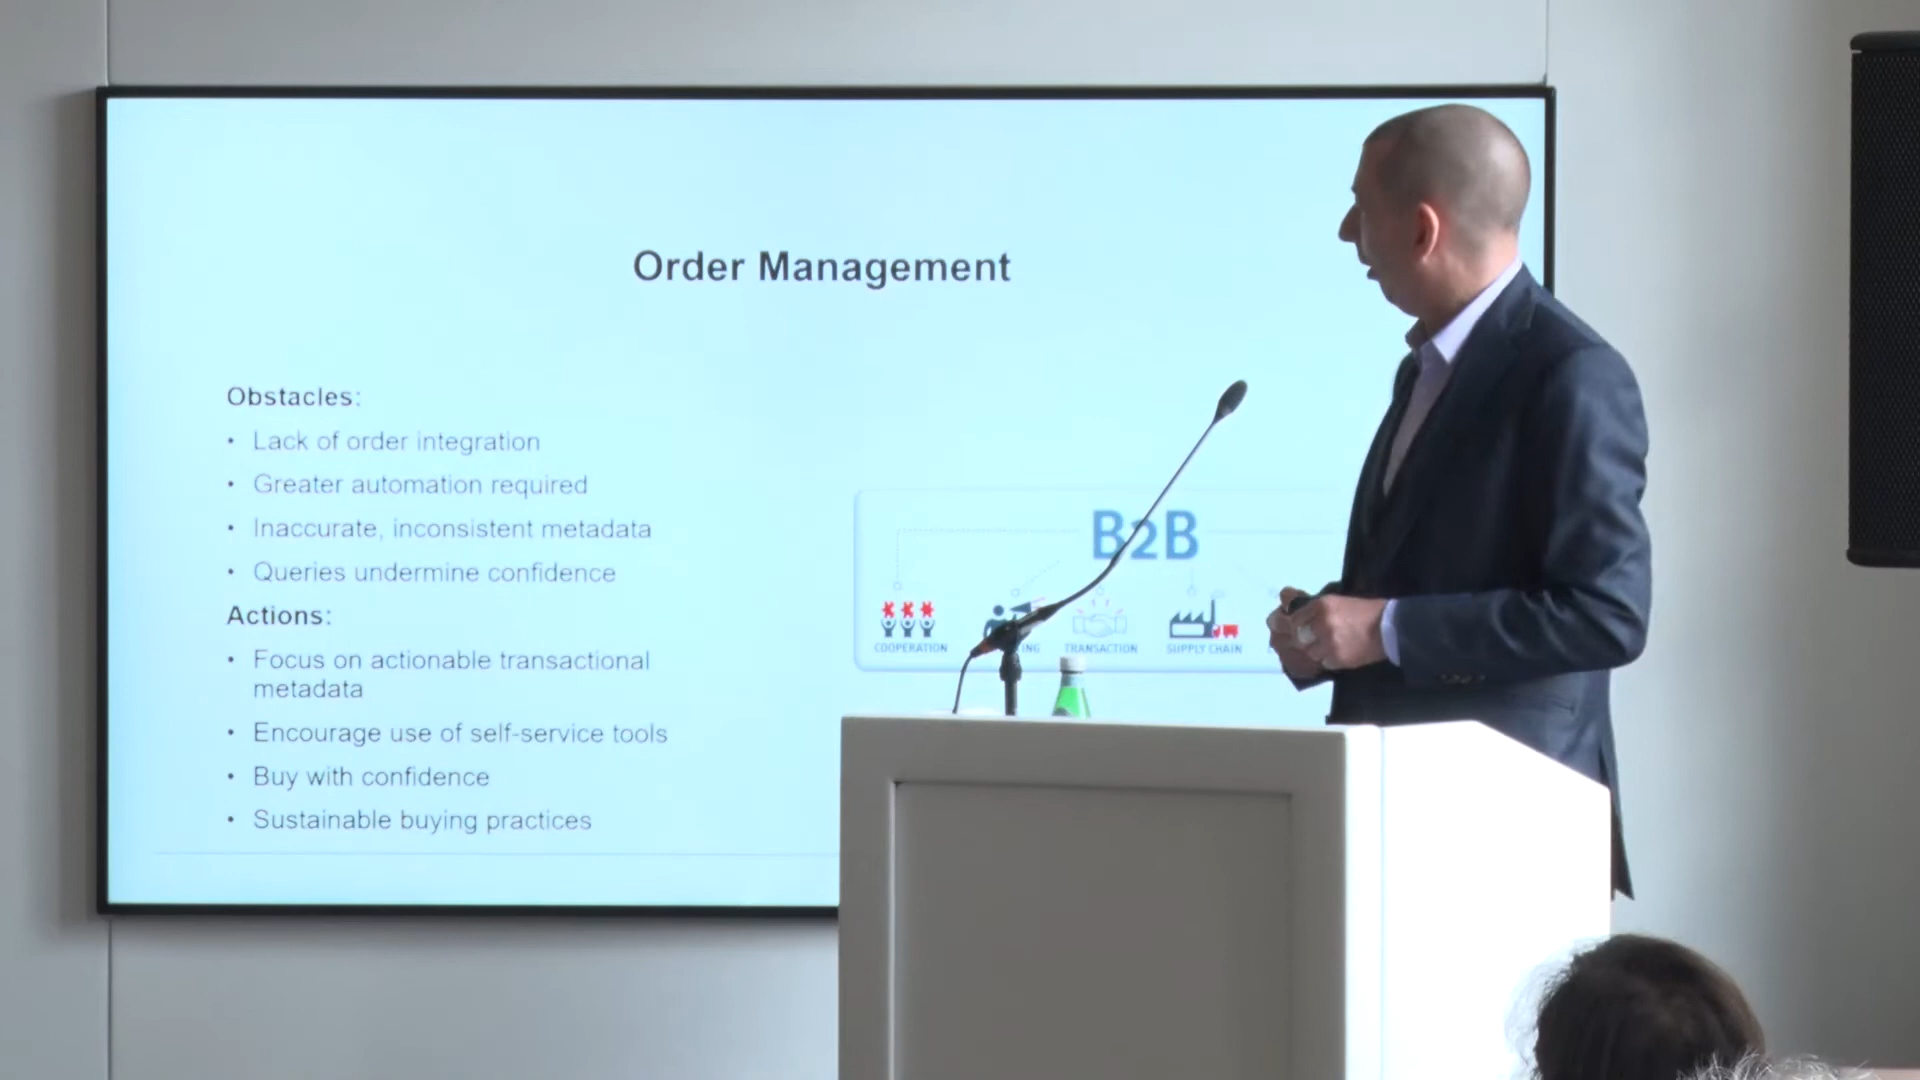 Order Management
Obstacles:
• Lack of order integration
• Greater automation required
• Inaccurate, inconsistent metadata
• Queries undermine confidence
Actions:
• Focus on actionable transactional
metadata
• Encourage use of self-service tools
• Buy with confidence
• Sustainable buying practices
B2B
COOPERATION
TRANSACTION
SUPPLY CHAIN